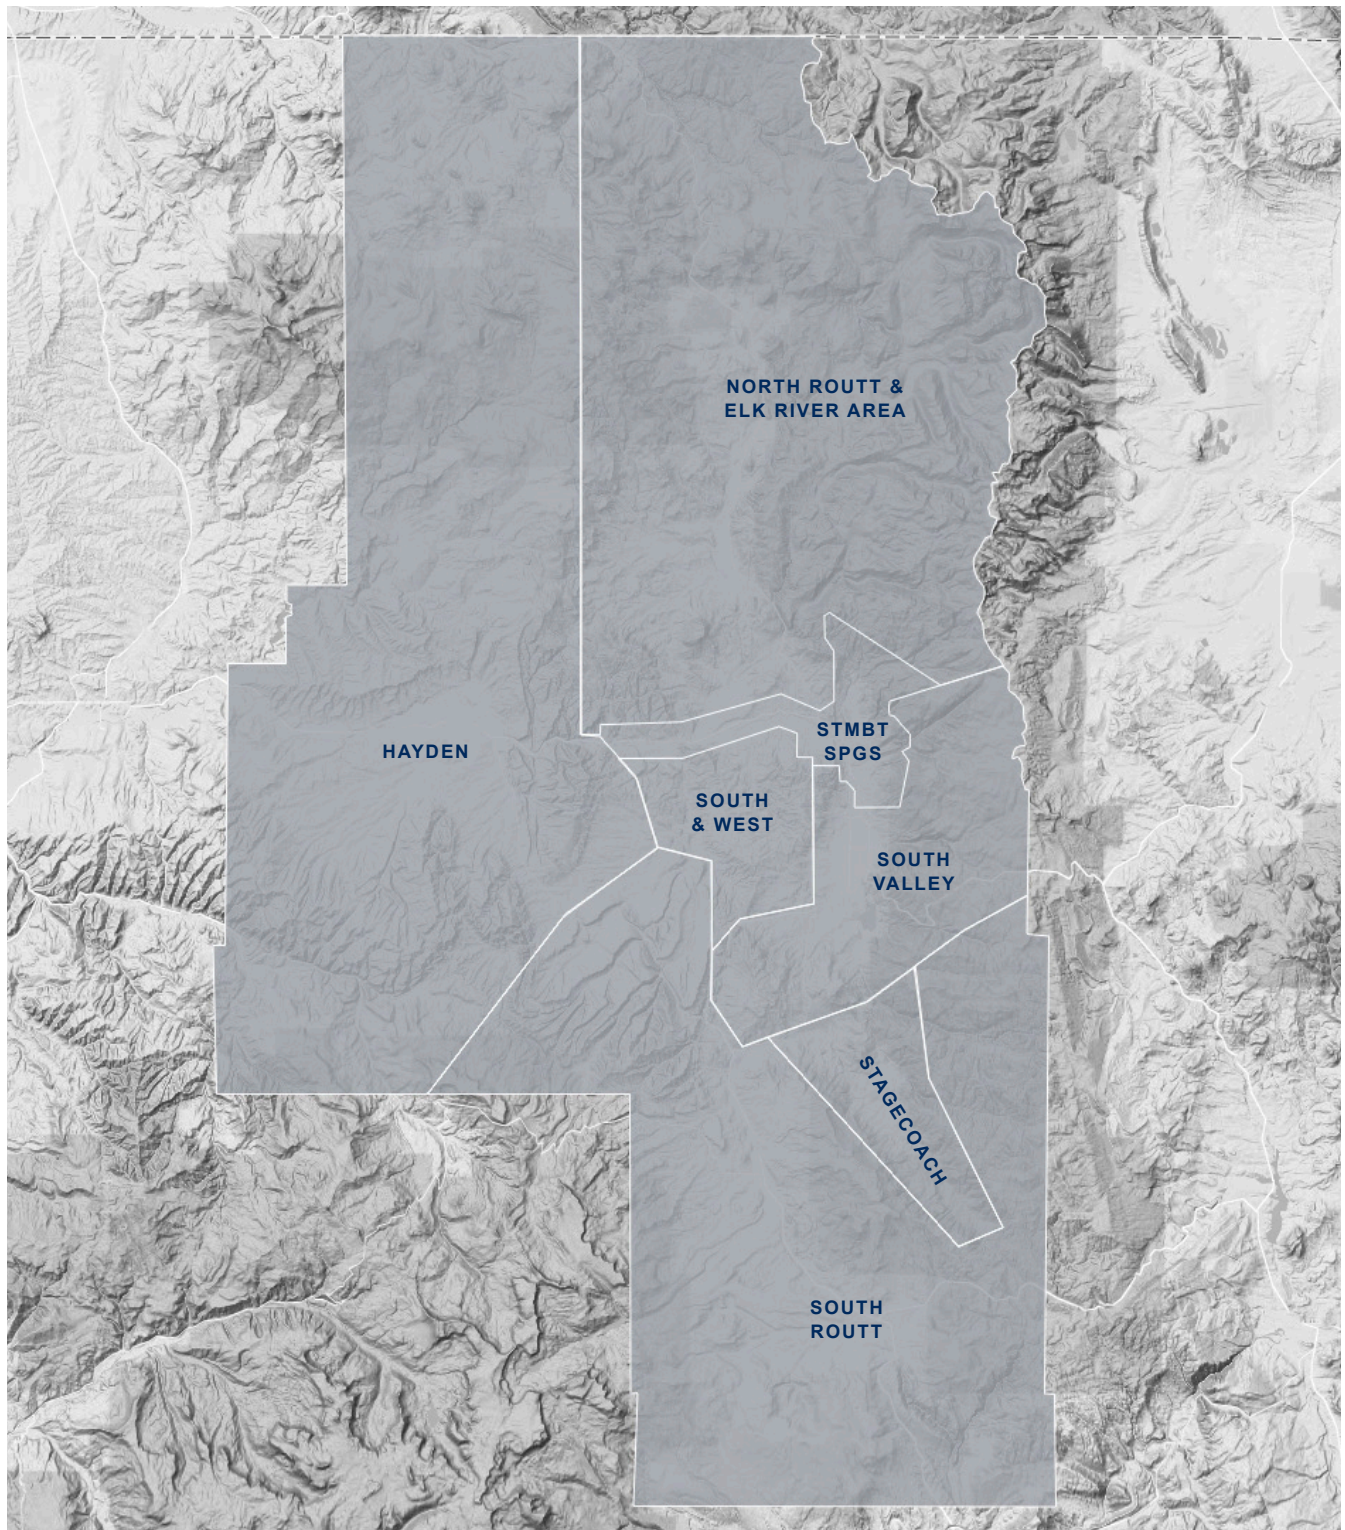 NORTH ROUTT &
ELK RIVER AREA
STMBT
SPGS
HAYDEN
SOUTH
& WEST
SOUTH
VALLEY
STAGECOACH
SOUTH
ROUTT